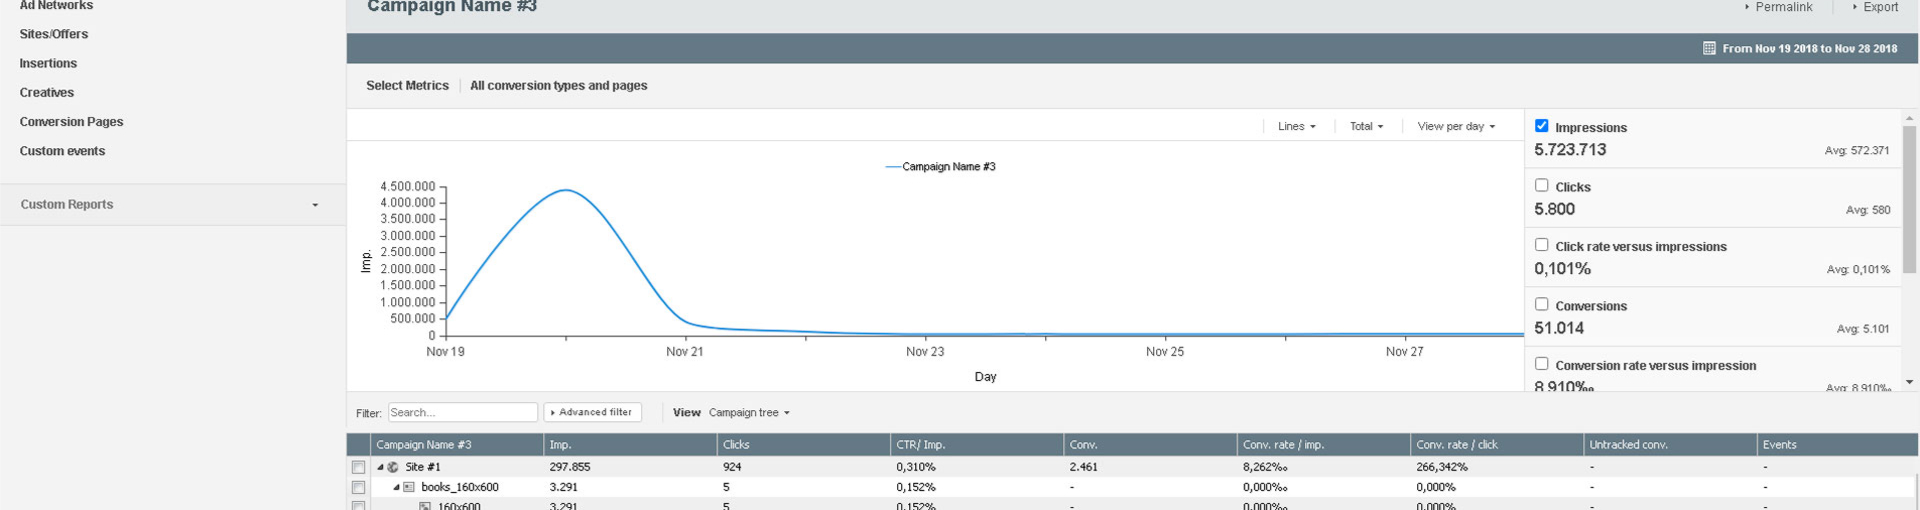 Ad Networks
Sites/Offers
Insertions
Creatives
Conversion Pages
Custom events
Custom Reports
Campaign Name #3
Permalink
Export
From Nov 19 2018 to Nov 28 2018
Select Metrics
All conversion types and pages
Lines
Total
View per day
Campaign Name #3
4.500.000
4.000.000
3.500.000
3.000.000
2.500.000
2.000.000
1.500.000
1.000.000
500.000
0
Imp.
Nov 19
Nov 21
Nov 23
Nov 25
Nov 27
Day
Impressions
5.723.713 Avg: 572.371
Clicks
5.800 Avg: 580
Click rate versus impressions
0,101% Avg: 0,101%
Conversions
51.014 Avg: 5.101
Conversion rate versus impression
8,910‰ Avg: 8,910‰
Filter: Search... Advanced filter View Campaign tree
Campaign Name #3 Imp. Clicks CTR/ Imp. Conv. Conv. rate / imp. Conv. rate / click Untracked conv. Events
Site #1 297.855 924 0,310% 2.461 8,262‰ 266,342% - -
books_160x600 3.291 5 0,152% - 0,000‰ 0,000% - -
160x600 3.291 5 0,152% - 0,000‰ 0,000% - -